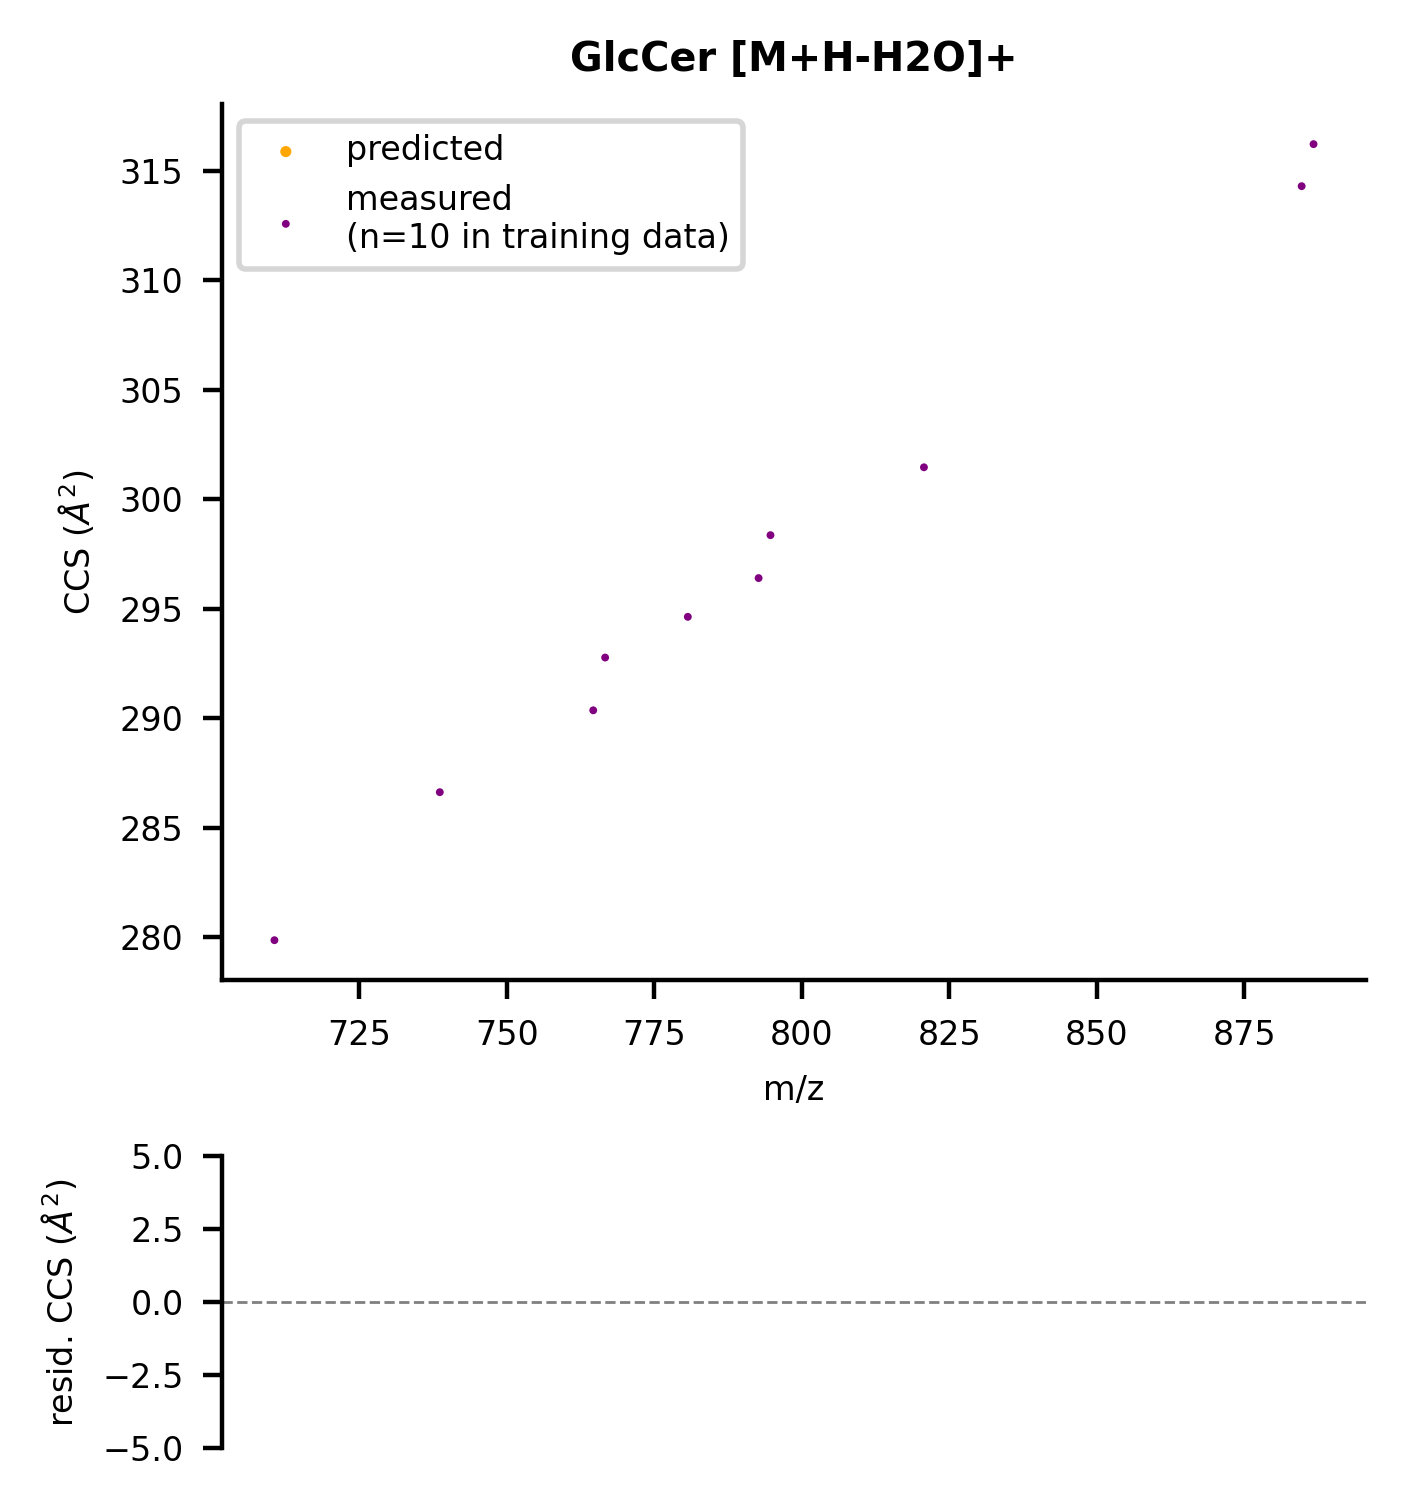 GlcCer [M+H-H2O]+
predicted
measured
(n=10 in training data)
315
310
305
300
295
290
285
280
CCS (Å²)
725 750 775 800 825 850 875
m/z
5.0
2.5
0.0
−2.5
−5.0
resid. CCS (Å²)